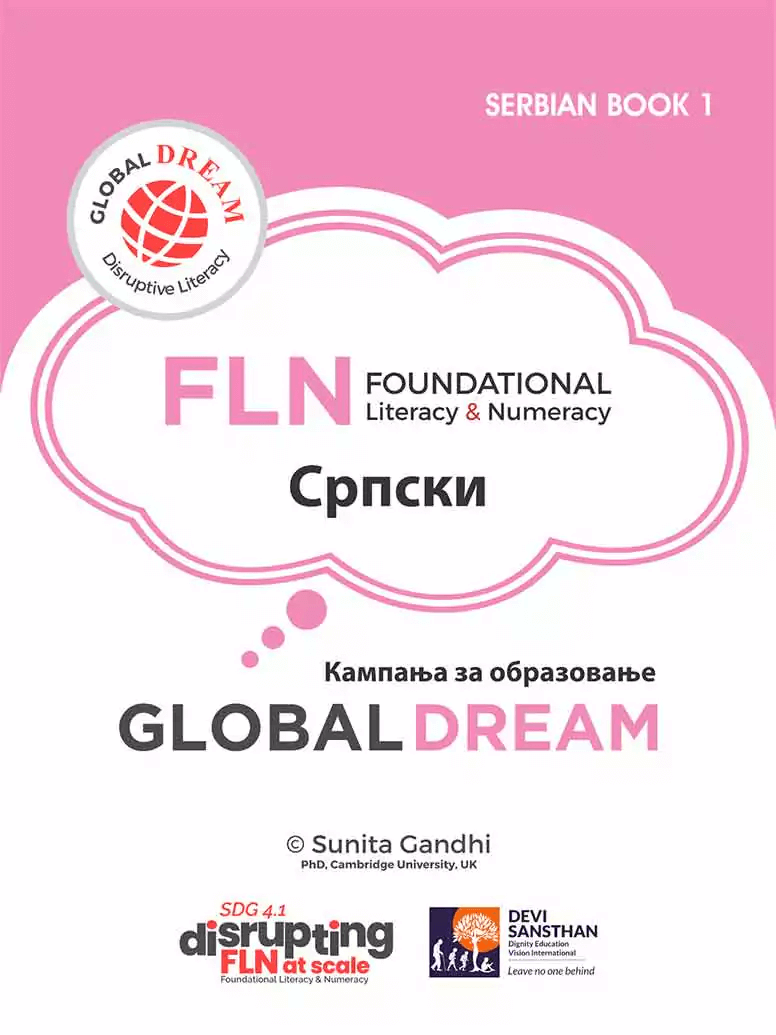 SERBIAN BOOK 1
GLOBAL DREAM
Disruptive Literacy
FLN FOUNDATIONAL
Literacy & Numeracy
Српски
Кампања за образовање
GLOBAL DREAM
© Sunita Gandhi
PhD, Cambridge University, UK
SDG 4.1
disrupting
FLN at scale
Foundational Literacy & Numeracy
DEVI
SANSTHAN
Dignity Education
Vision International
Leave no one behind